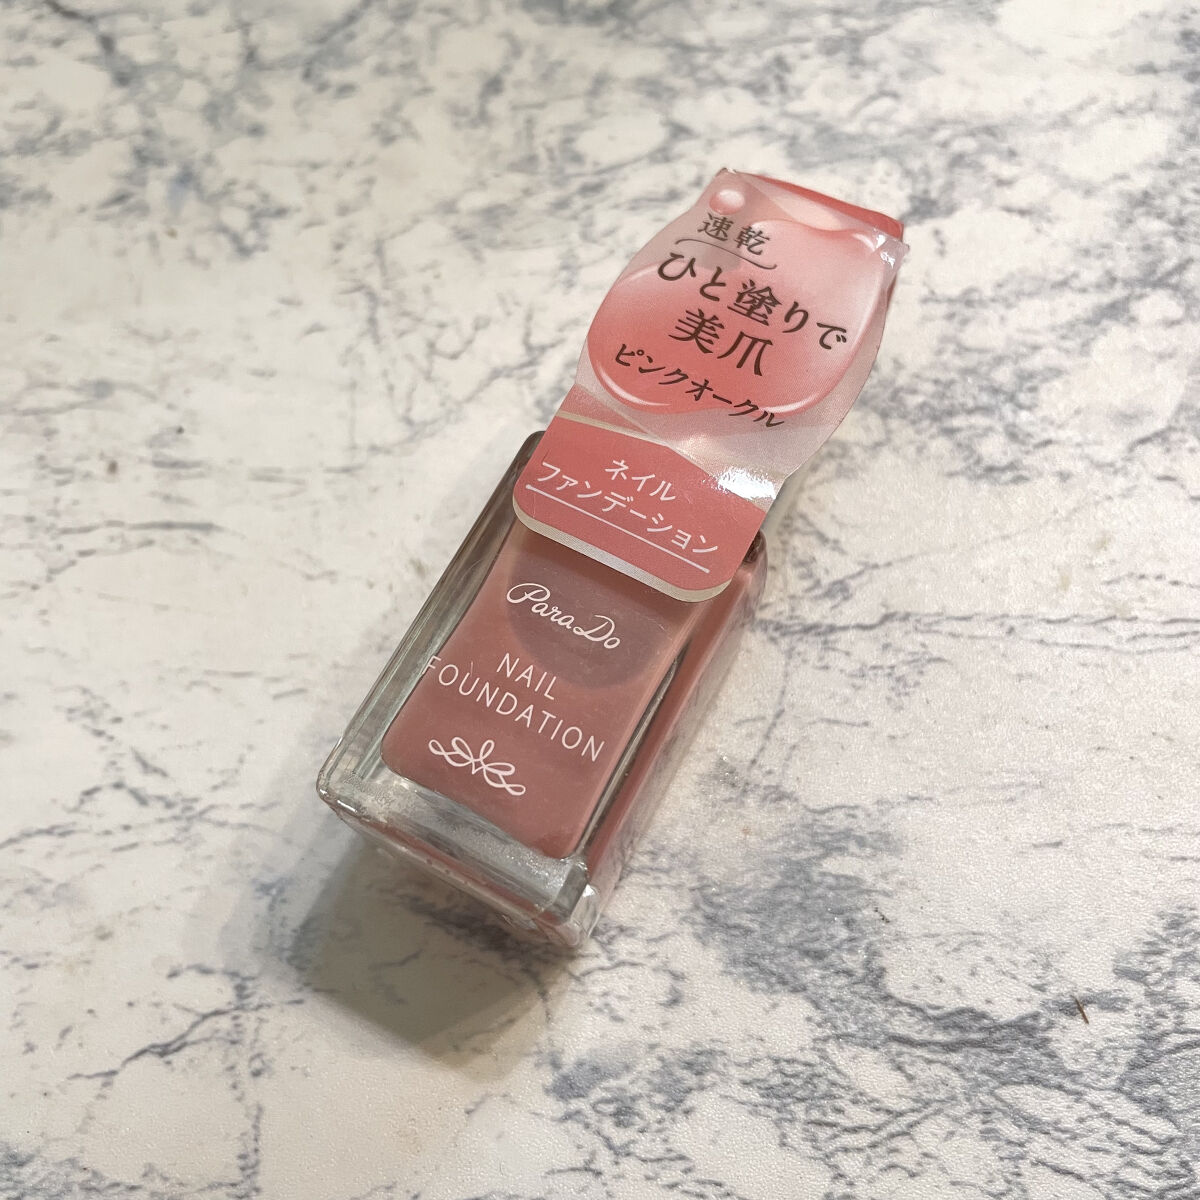 速乾
ひと塗りで
美爪
ピンクオークル
ネイル
ファンデーション
ParaDo
NAIL
FOUNDATION